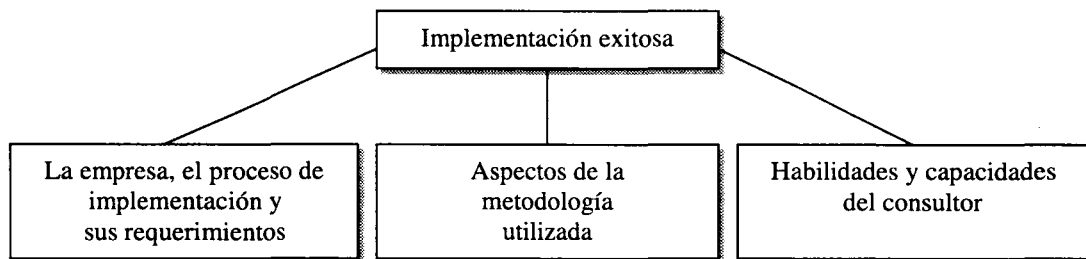 Implementación exitosa
La empresa, el proceso de
implementación y
sus requerimientos
Aspectos de la
metodología
utilizada
Habilidades y capacidades
del consultor